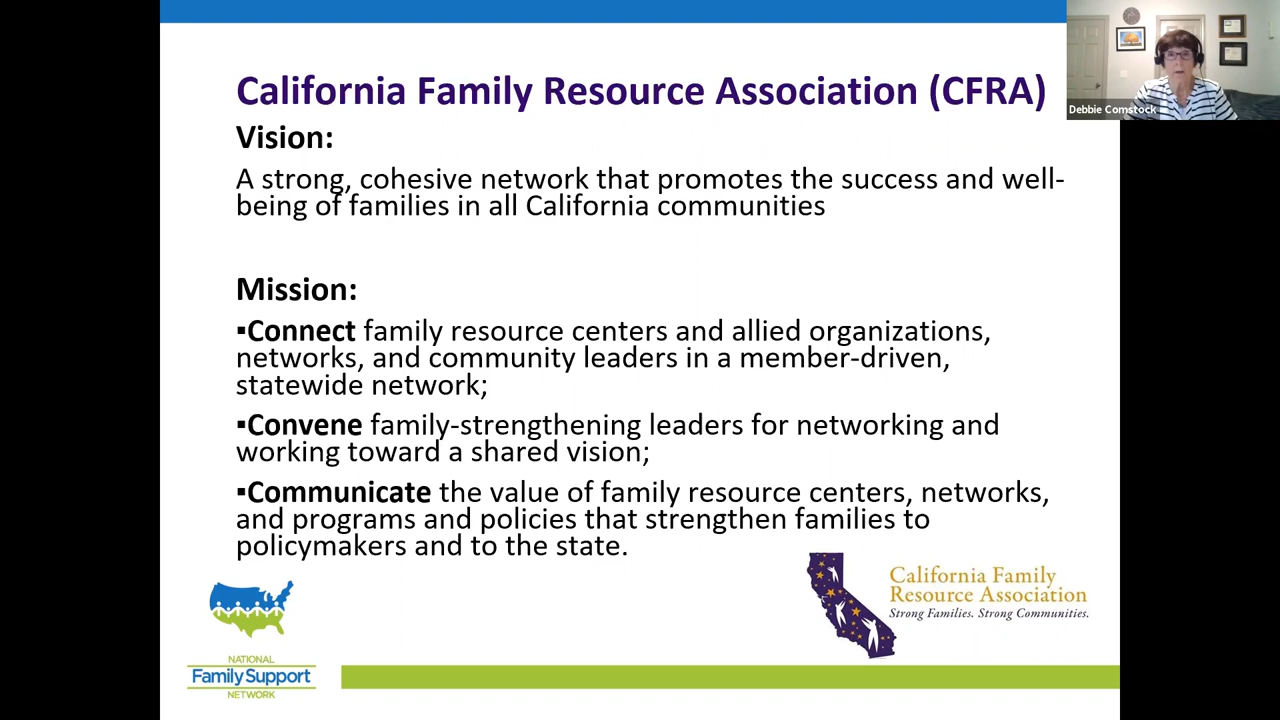 California Family Resource Association (CFRA)
Vision:
A strong, cohesive network that promotes the success and well-
being of families in all California communities
Mission:
▪Connect family resource centers and allied organizations,
networks, and community leaders in a member-driven,
statewide network;
▪Convene family-strengthening leaders for networking and
working toward a shared vision;
▪Communicate the value of family resource centers, networks,
and programs and policies that strengthen families to
policymakers and to the state.
California Family
Resource Association
Strong Families. Strong Communities.
NATIONAL
Family Support
NETWORK
Debbie Comstock